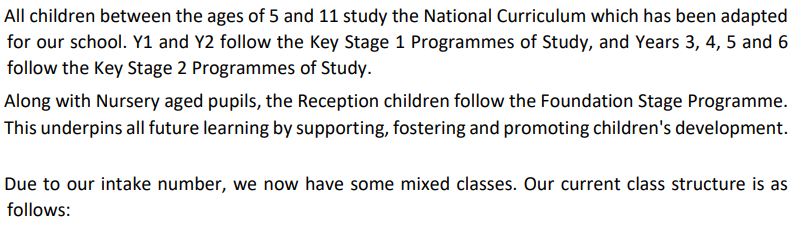 All children between the ages of 5 and 11 study the National Curriculum which has been adapted
for our school. Y1 and Y2 follow the Key Stage 1 Programmes of Study, and Years 3, 4, 5 and 6
follow the Key Stage 2 Programmes of Study.
Along with Nursery aged pupils, the Reception children follow the Foundation Stage Programme.
This underpins all future learning by supporting, fostering and promoting children's development.
Due to our intake number, we now have some mixed classes. Our current class structure is as
follows: